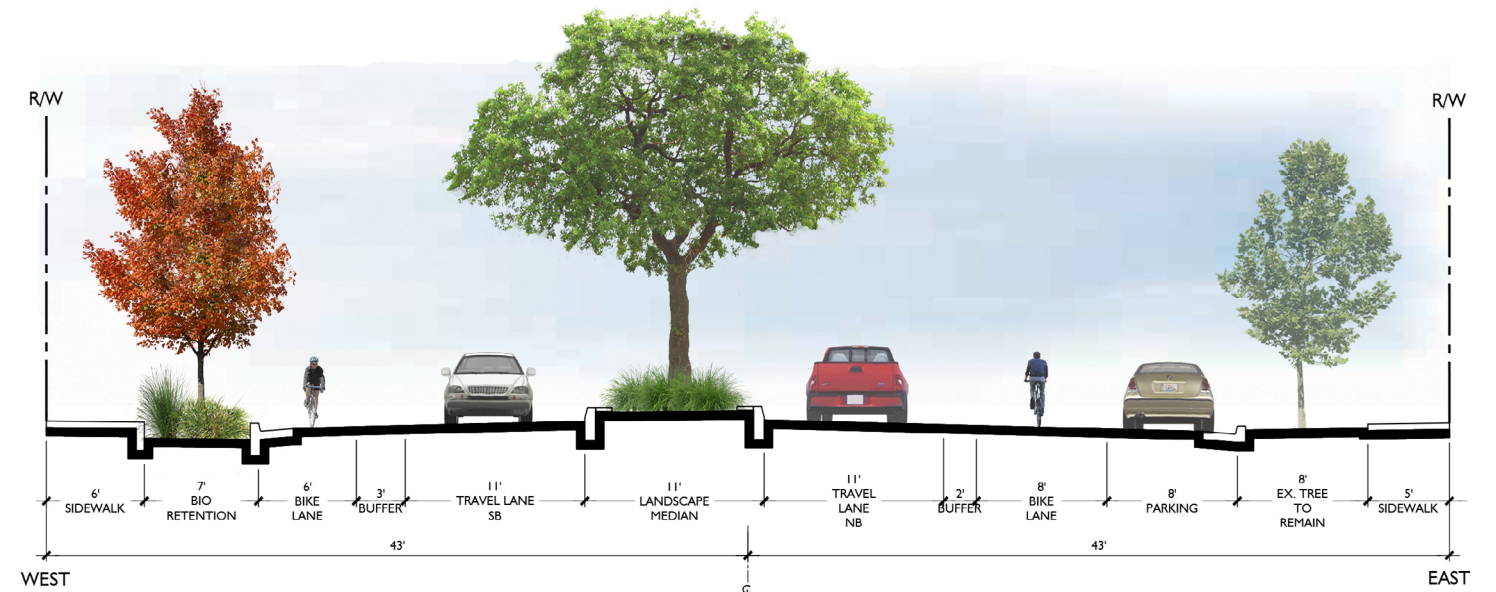 R/W
R/W
6'
SIDEWALK
7'
BIO
RETENTION
6'
BIKE
LANE
3'
BUFFER
11'
TRAVEL LANE
SB
11'
LANDSCAPE
MEDIAN
11'
TRAVEL
LANE
NB
2'
BUFFER
8'
BIKE
LANE
8'
PARKING
8'
EX. TREE
TO
REMAIN
5'
SIDEWALK
43'
43'
WEST
EAST